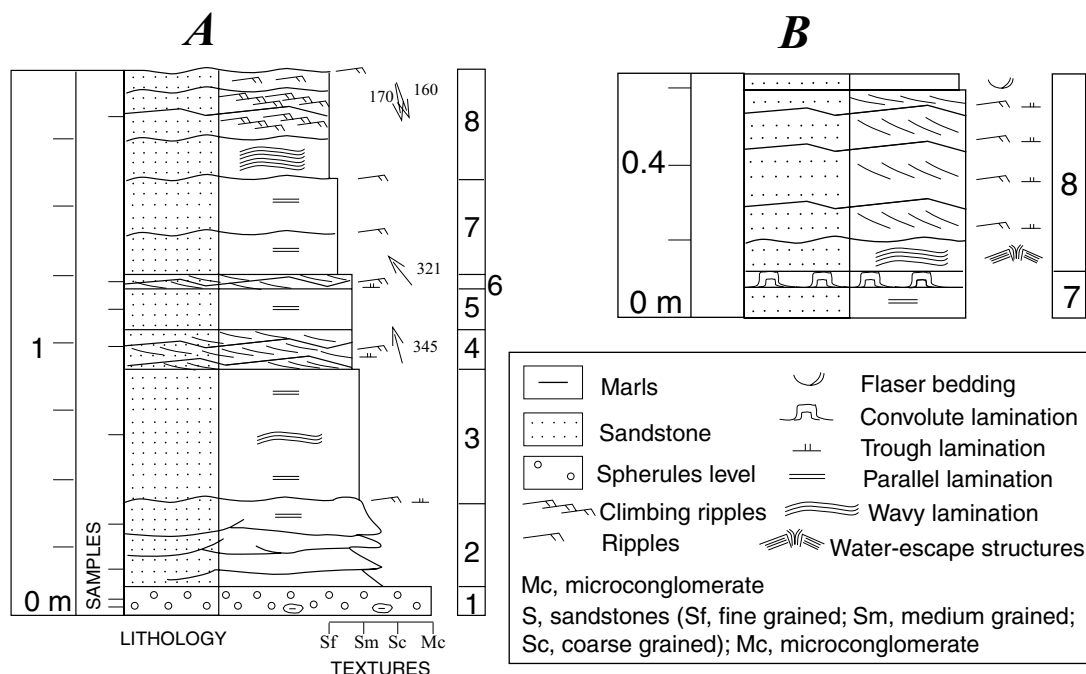 A
B
160
170
8
7
321
6
5
1
4
345
3
SAMPLES
2
0 m
1
LITHOLOGY
Sf Sm Sc Mc
TEXTURES
0.4
8
0 m
7
Marls
Flaser bedding
Convolute lamination
Sandstone
Trough lamination
Spherules level
Parallel lamination
Climbing ripples
Wavy lamination
Ripples
Water-escape structures
Mc, microconglomerate
S, sandstones (Sf, fine grained; Sm, medium grained;
Sc, coarse grained); Mc, microconglomerate